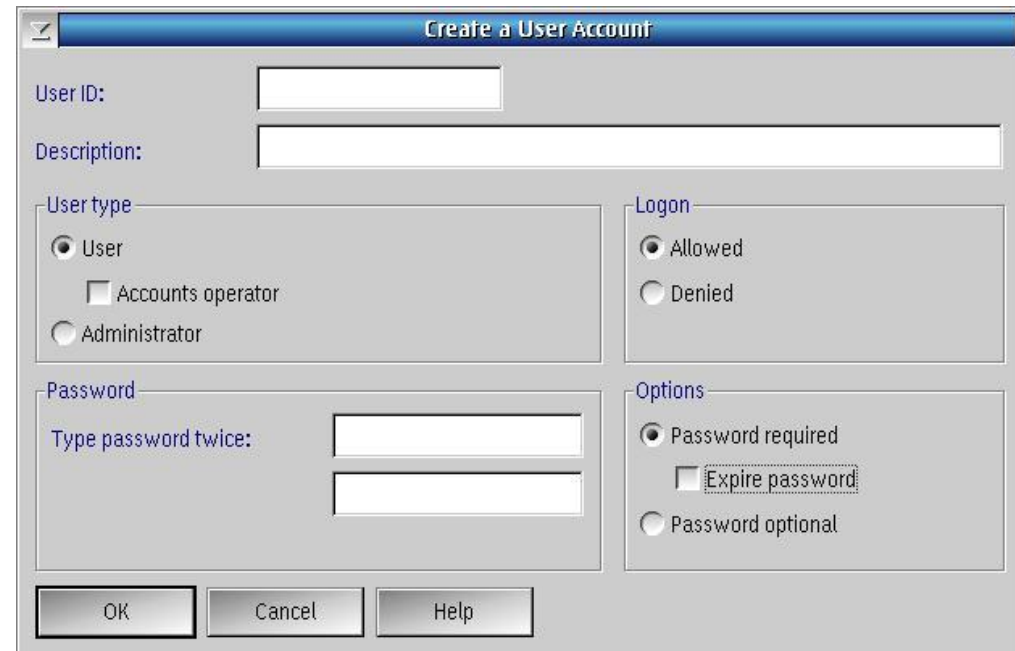 Create a User Account
User ID:
Description:
User type
User
Accounts operator
Administrator
Logon
Allowed
Denied
Password
Type password twice:
Options
Password required
Expire password
Password optional
OK Cancel Help